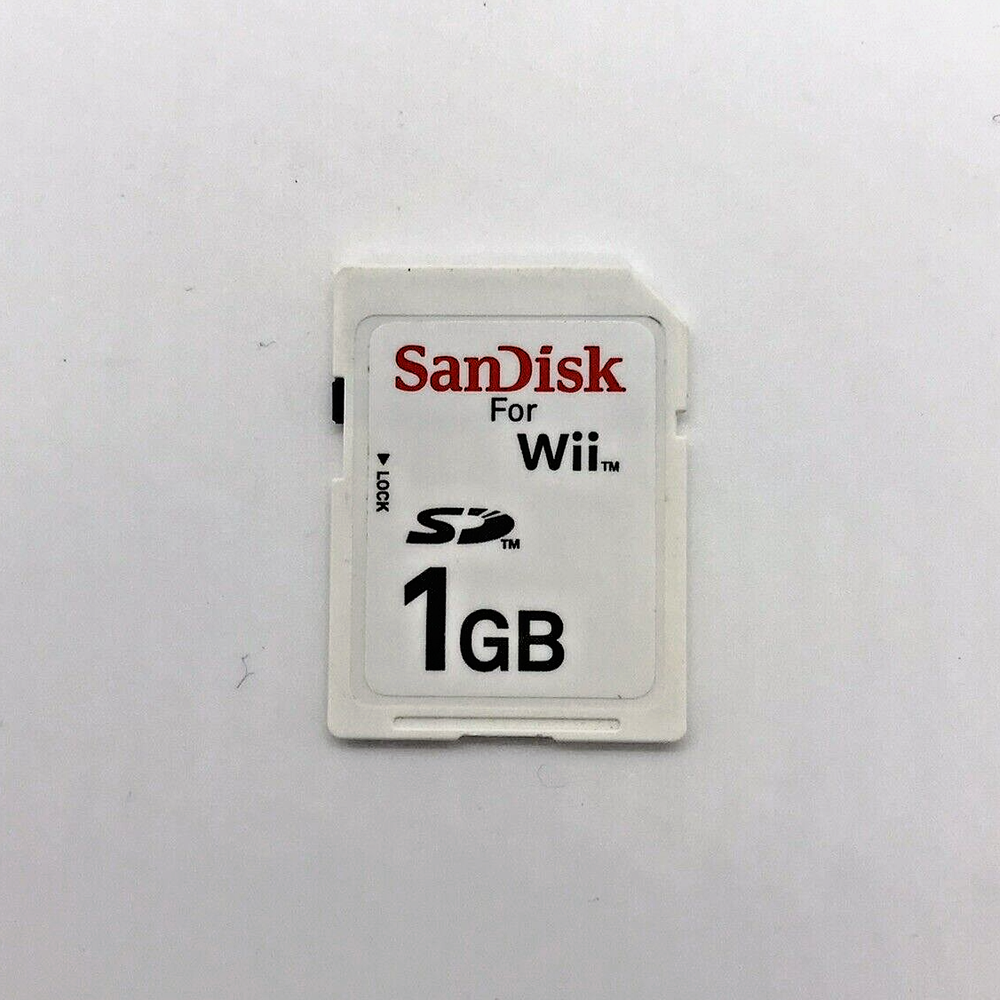 SanDisk
For
Wii™
▶ LOCK
SD™
1GB